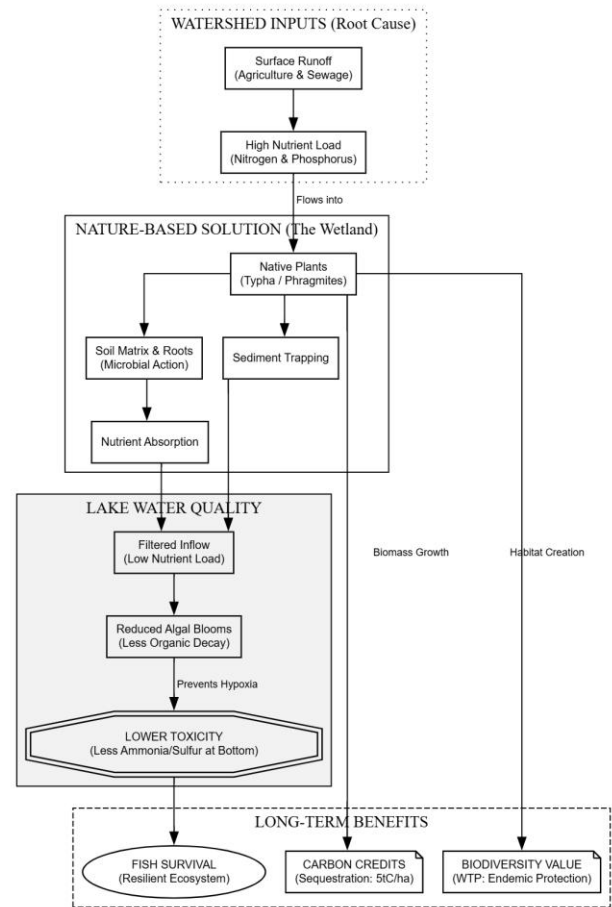 WATERSHED INPUTS (Root Cause)
Surface Runoff
(Agriculture & Sewage)
High Nutrient Load
(Nitrogen & Phosphorus)
Flows into
NATURE-BASED SOLUTION (The Wetland)
Native Plants
(Typha / Phragmites)
Soil Matrix & Roots
(Microbial Action)
Sediment Trapping
Nutrient Absorption
LAKE WATER QUALITY
Filtered Inflow
(Low Nutrient Load)
Biomass Growth
Habitat Creation
Reduced Algal Blooms
(Less Organic Decay)
Prevents Hypoxia
LOWER TOXICITY
(Less Ammonia/Sulfur at Bottom)
LONG-TERM BENEFITS
FISH SURVIVAL
(Resilient Ecosystem)
CARBON CREDITS
(Sequestration: 5tC/ha)
BIODIVERSITY VALUE
(WTP: Endemic Protection)